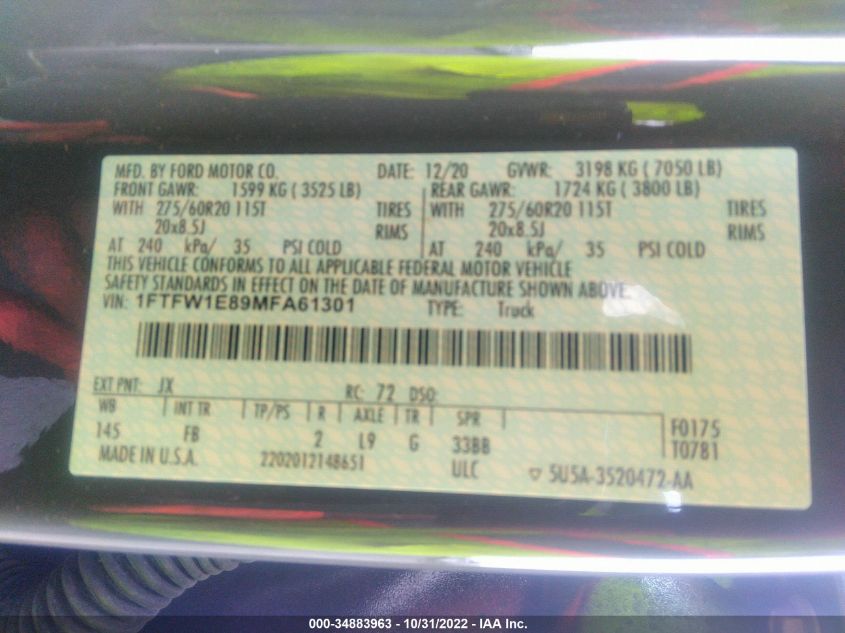 MFD. BY FORD MOTOR CO. DATE: 12/20 GVWR: 3198 KG ( 7050 LB)
FRONT GAWR: 1599 KG ( 3525 LB) REAR GAWR: 1724 KG ( 3800 LB)
WITH 275/60R20 115T TIRES WITH 275/60R20 115T TIRES
20x8.5J RIMS 20x8.5J RIMS
AT 240 kPa/ 35 PSI COLD AT 240 kPa/ 35 PSI COLD
THIS VEHICLE CONFORMS TO ALL APPLICABLE FEDERAL MOTOR VEHICLE
SAFETY STANDARDS IN EFFECT ON THE DATE OF MANUFACTURE SHOWN ABOVE.
VIN: 1FTFW1E89MFA61301 TYPE: Truck
EXT PNT: JX RC: 72 DSO:
WB INT TR TP/PS R AXLE TR SPR F0175
145 FB 2 L9 G 33BB T0781
MADE IN U.S.A. 2202012148651 ULC ▽ 5U5A-3520472-AA
000-34883963 - 10/31/2022 - IAA Inc.